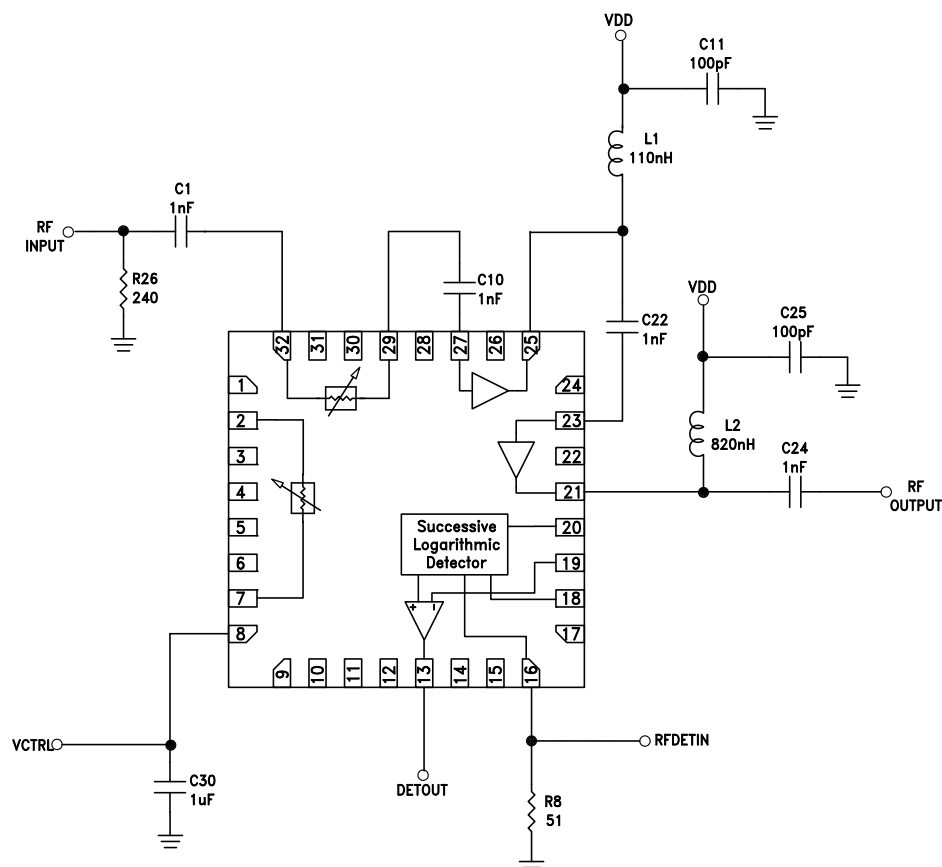 VDD
C11
100pF
L1
110nH
C1
1nF
RF
INPUT
R26
240
C10
1nF
C22
1nF
VDD
C25
100pF
L2
820nH
C24
1nF
RF
OUTPUT
32
31
30
29
28
27
26
25
1
2
3
4
5
6
7
8
24
23
22
21
20
19
18
17
Successive
Logarithmic
Detector
+ −
9
10
11
12
13
14
15
16
VCTRL
C30
1uF
DETOUT
RFDETIN
R8
51